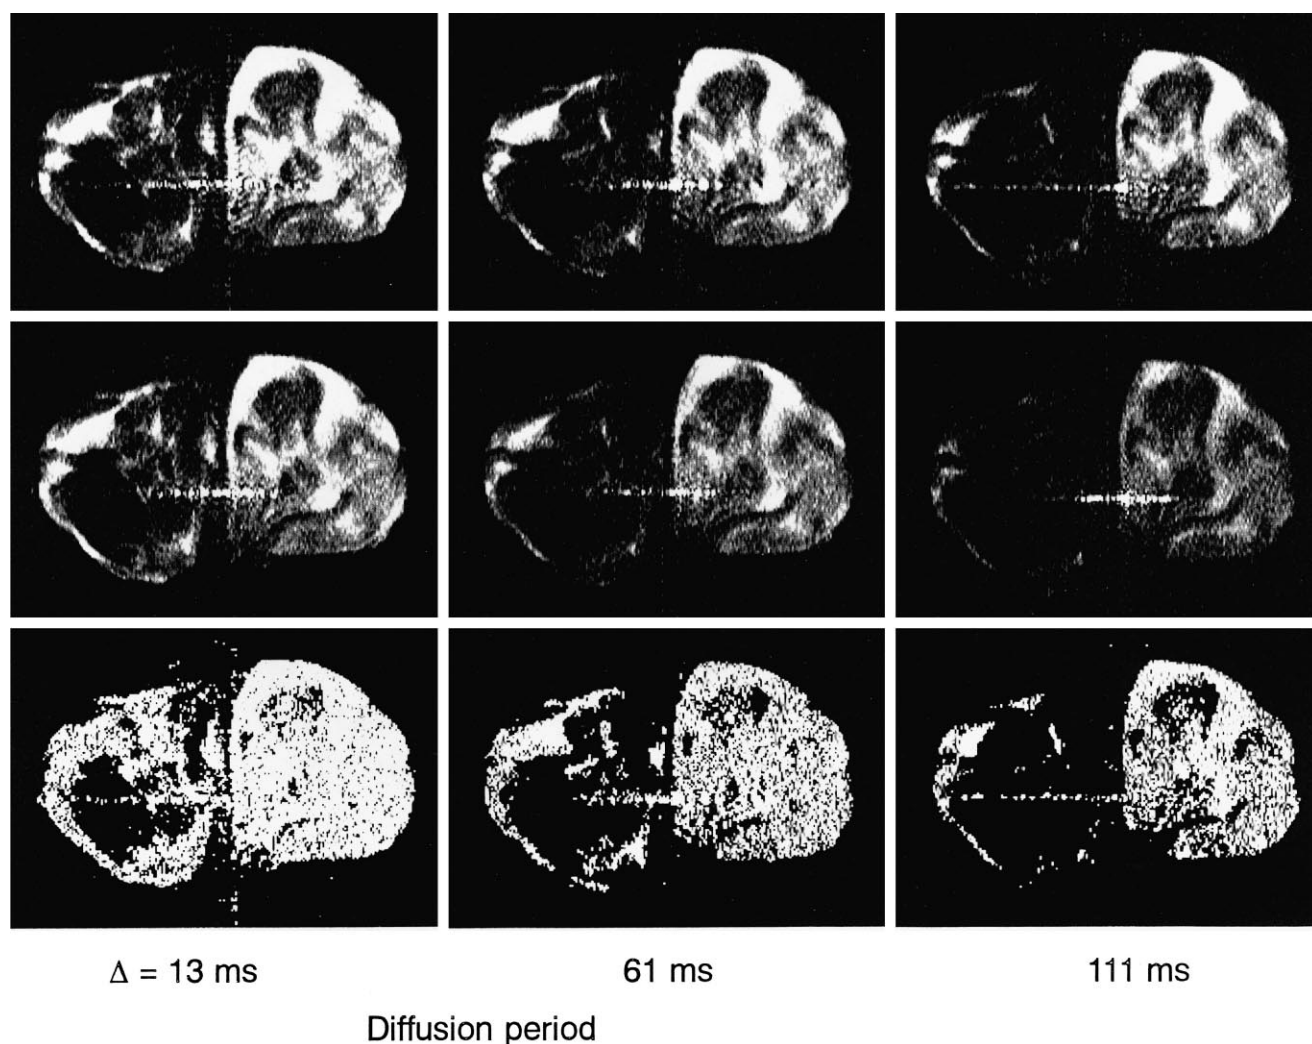 Δ = 13 ms 61 ms 111 ms
Diffusion period